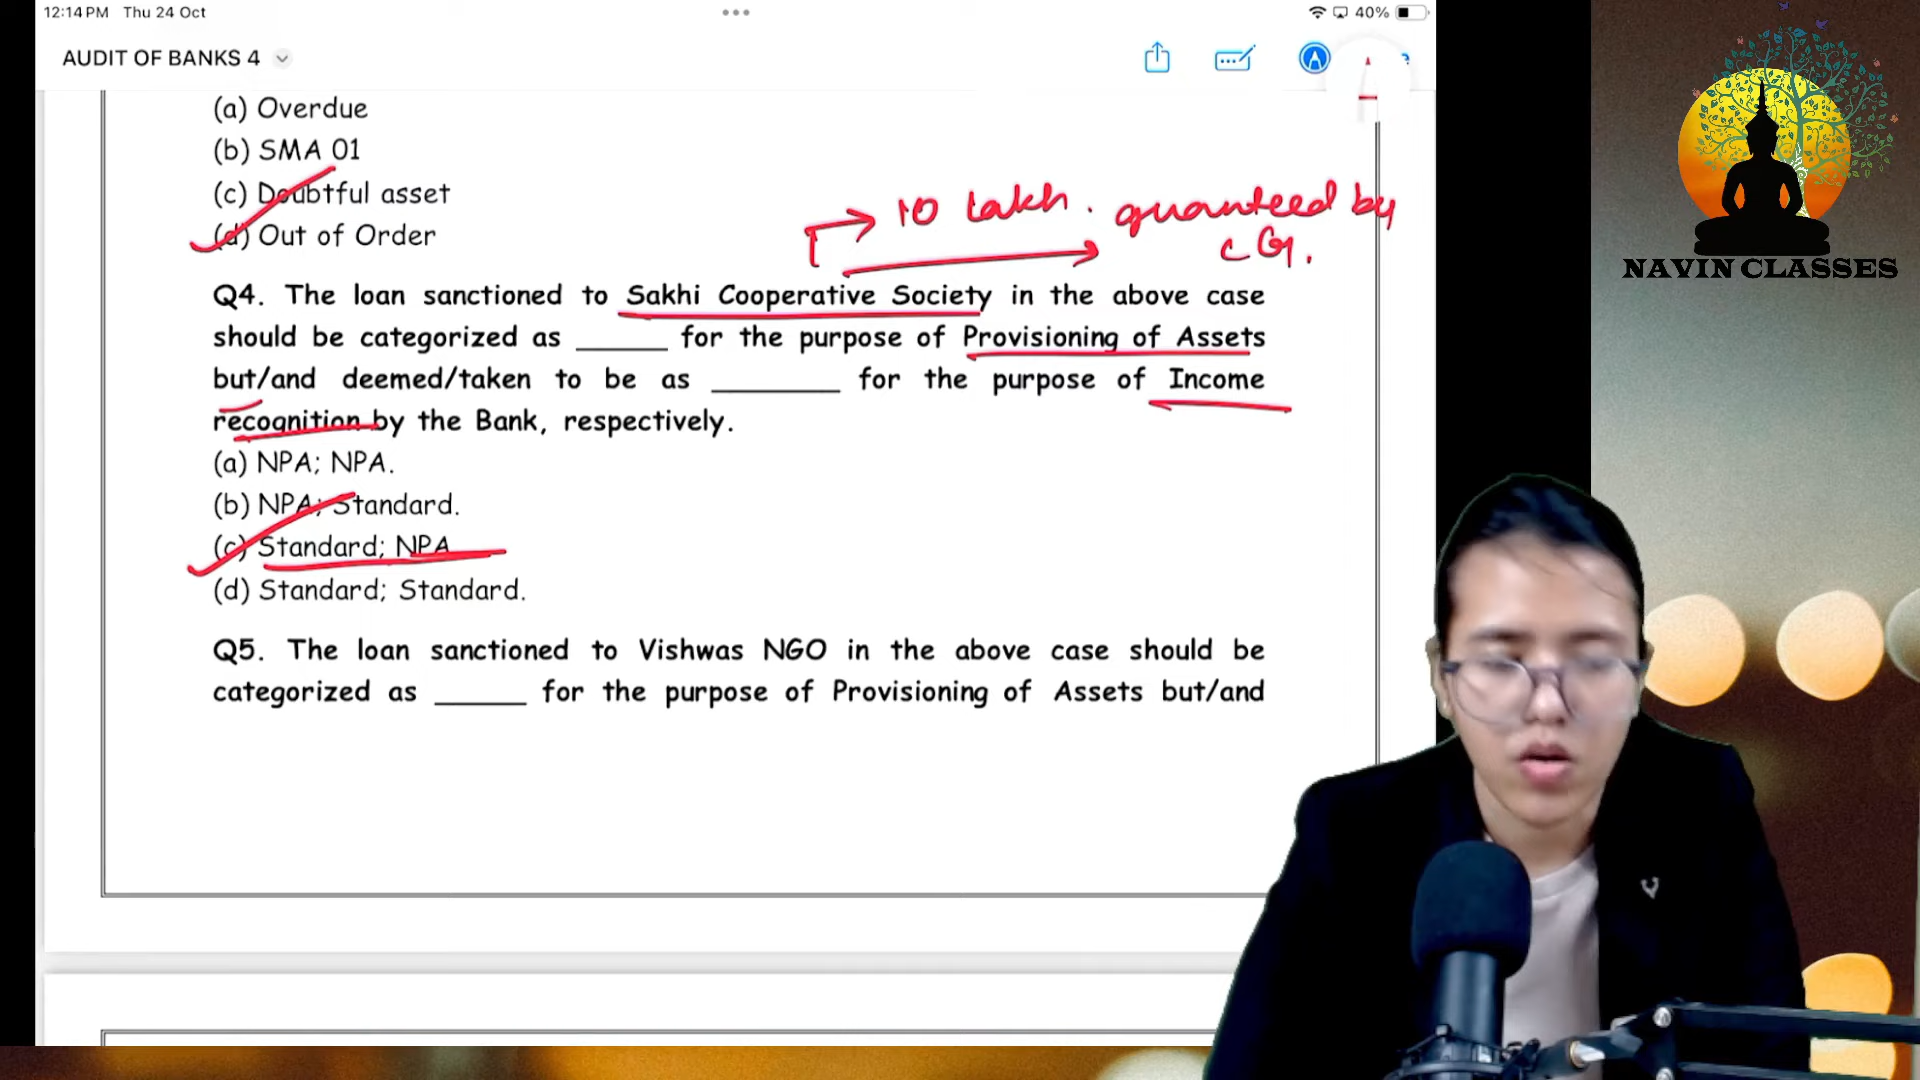 12:14 PM Thu 24 Oct
40%
AUDIT OF BANKS 4
(a) Overdue
(b) SMA 01
(c) Doubtful asset
(d) Out of Order
10 lakh. guaranteed by
CG.
Q4. The loan sanctioned to Sakhi Cooperative Society in the above case
should be categorized as ______ for the purpose of Provisioning of Assets
but/and deemed/taken to be as ________ for the purpose of Income
recognition by the Bank, respectively.
(a) NPA; NPA.
(b) NPA; Standard.
(c) Standard; NPA
(d) Standard; Standard.
Q5. The loan sanctioned to Vishwas NGO in the above case should be
categorized as ______ for the purpose of Provisioning of Assets but/and
NAVIN CLASSES